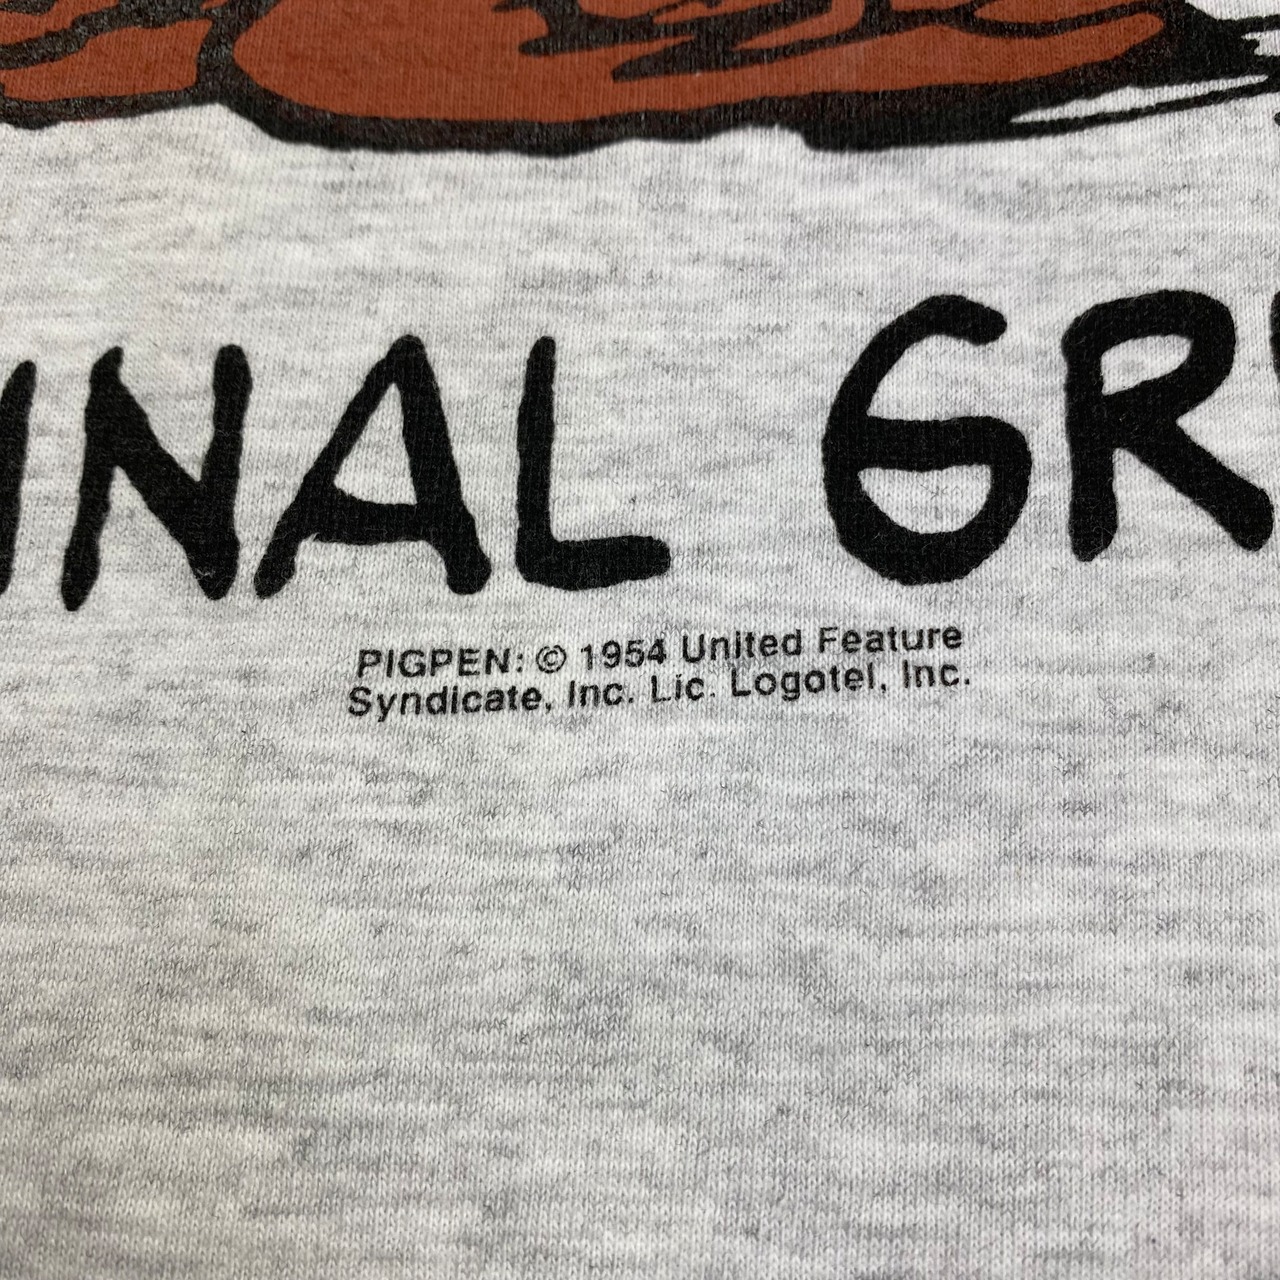 INAL GR
PIGPEN: © 1954 United Feature
Syndicate, Inc. Lic. Logotel, Inc.